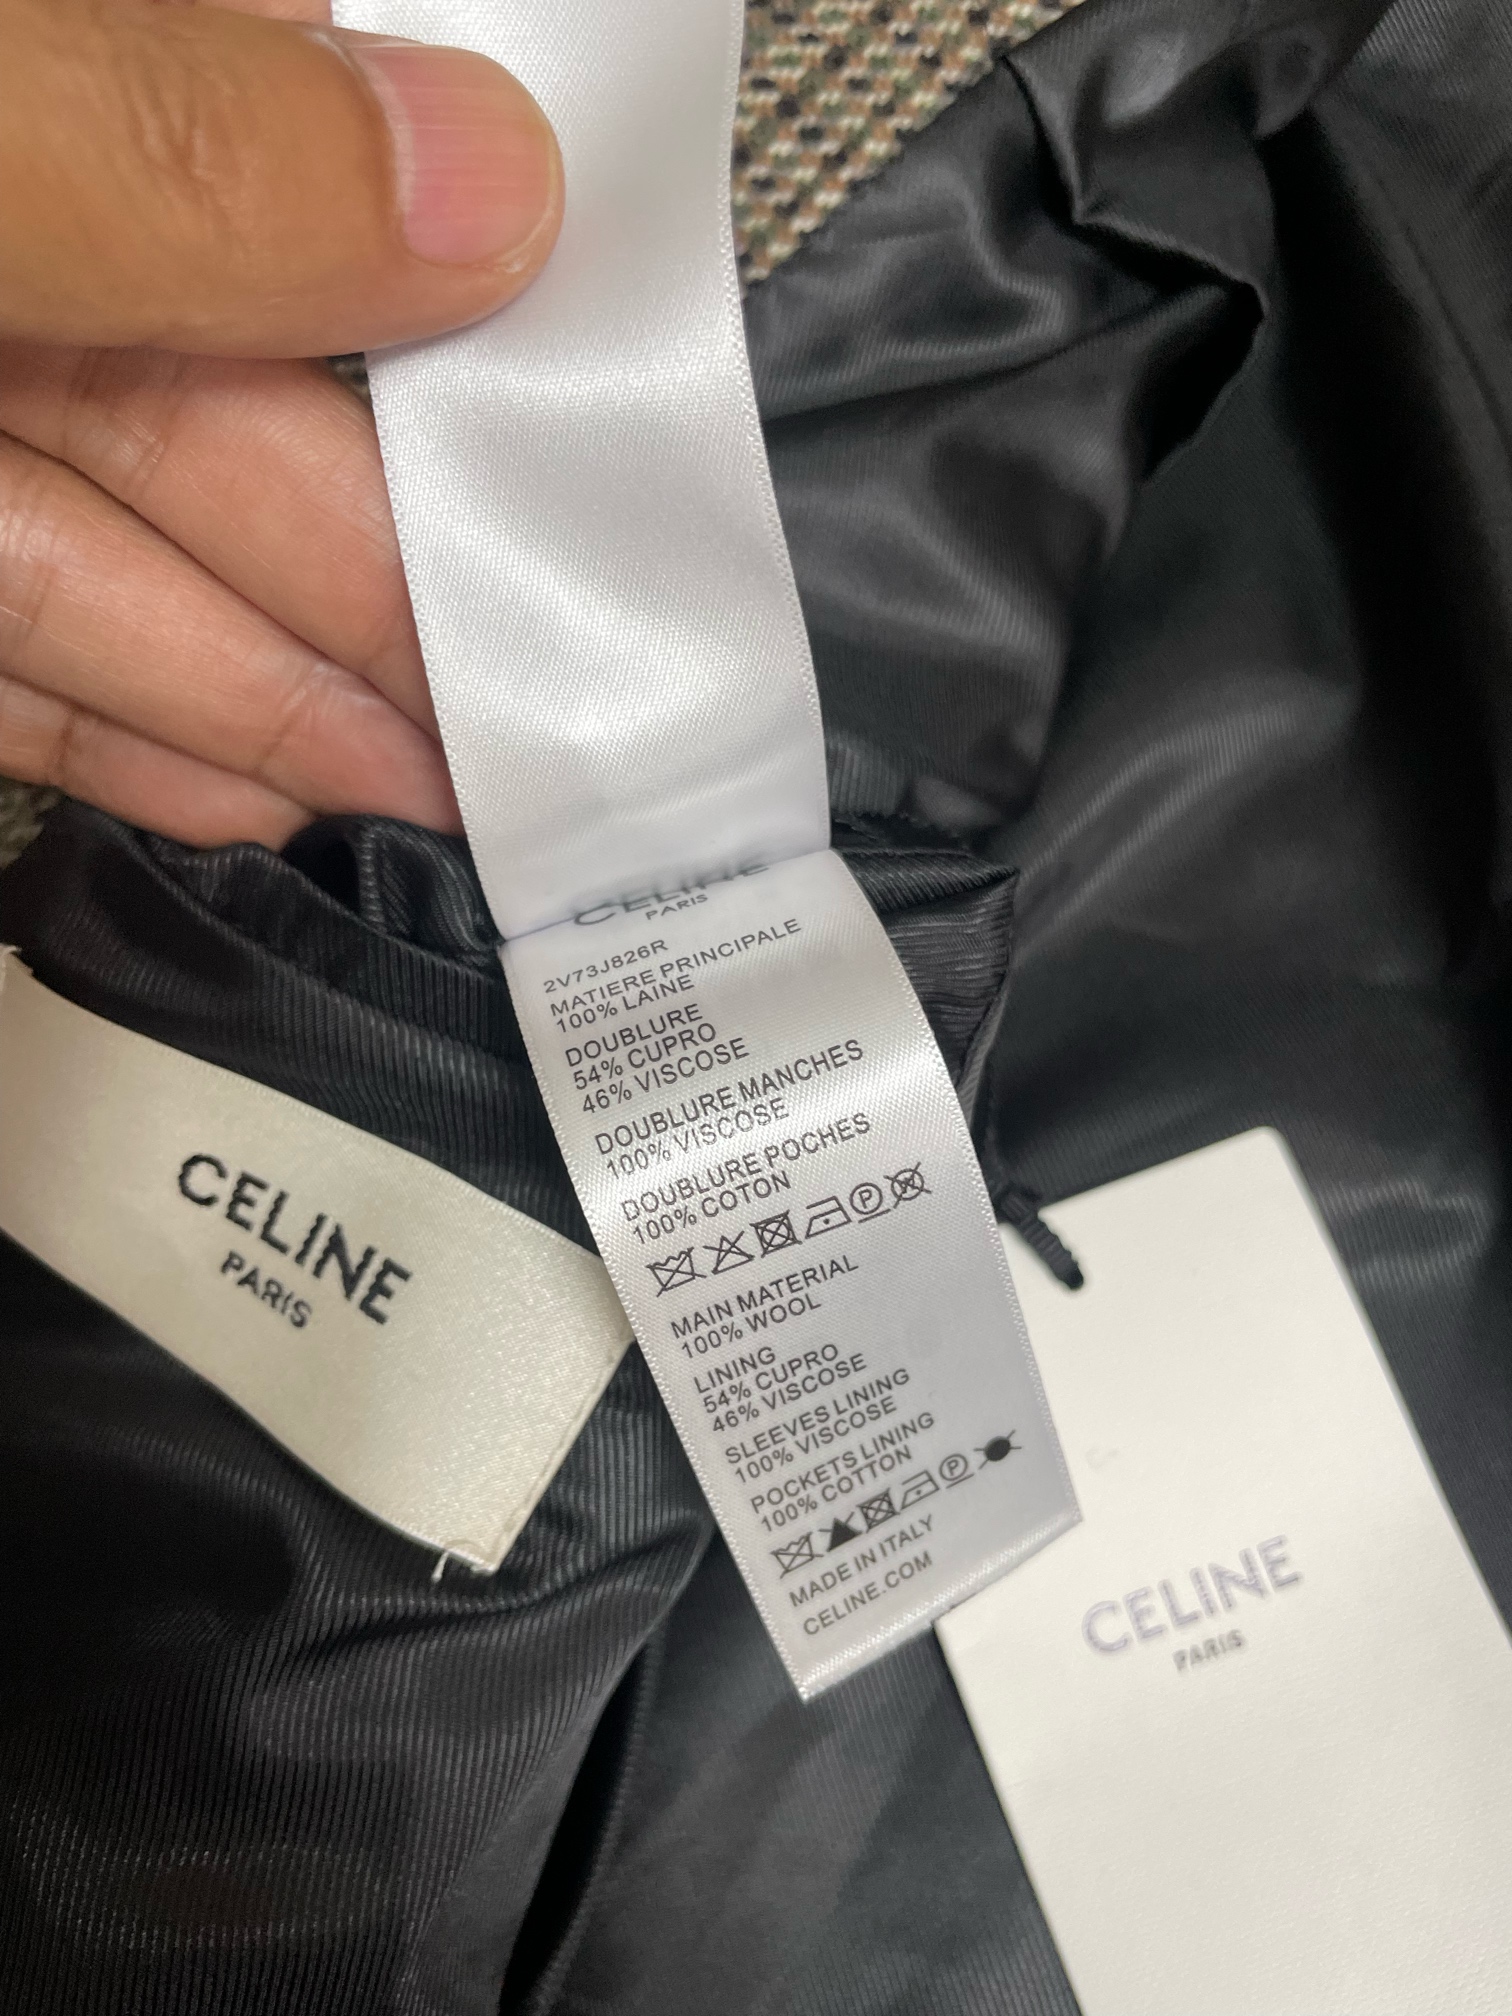 CELINE
PARIS
2V73J826R
MATIERE PRINCIPALE
100% LAINE
DOUBLURE
54% CUPRO
46% VISCOSE
DOUBLURE MANCHES
100% VISCOSE
DOUBLURE POCHES
100% COTON
MAIN MATERIAL
100% WOOL
LINING
54% CUPRO
46% VISCOSE
SLEEVES LINING
100% VISCOSE
POCKETS LINING
100% COTTON
MADE IN ITALY
CELINE.COM
CELINE
PARIS
CELINE
PARIS